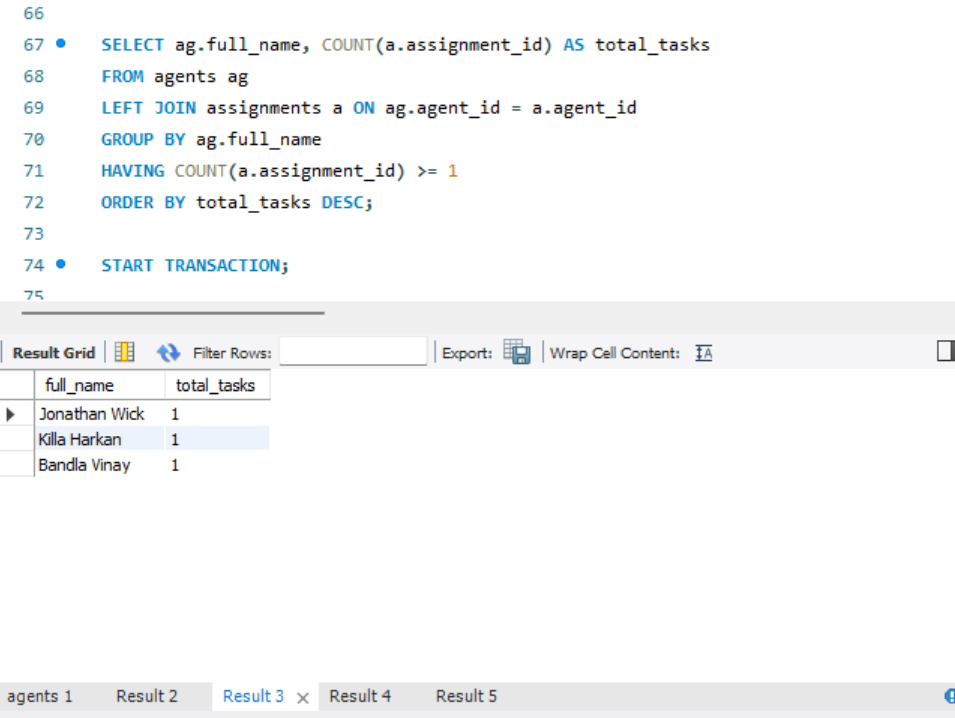 66
67 SELECT ag.full_name, COUNT(a.assignment_id) AS total_tasks
68 FROM agents ag
69 LEFT JOIN assignments a ON ag.agent_id = a.agent_id
70 GROUP BY ag.full_name
71 HAVING COUNT(a.assignment_id) >= 1
72 ORDER BY total_tasks DESC;
73
74 START TRANSACTION;
75
Result Grid Filter Rows: Export: Wrap Cell Content: IA
full_name total_tasks
Jonathan Wick 1
Killa Harkan 1
Bandla Vinay 1
agents 1 Result 2 Result 3 × Result 4 Result 5